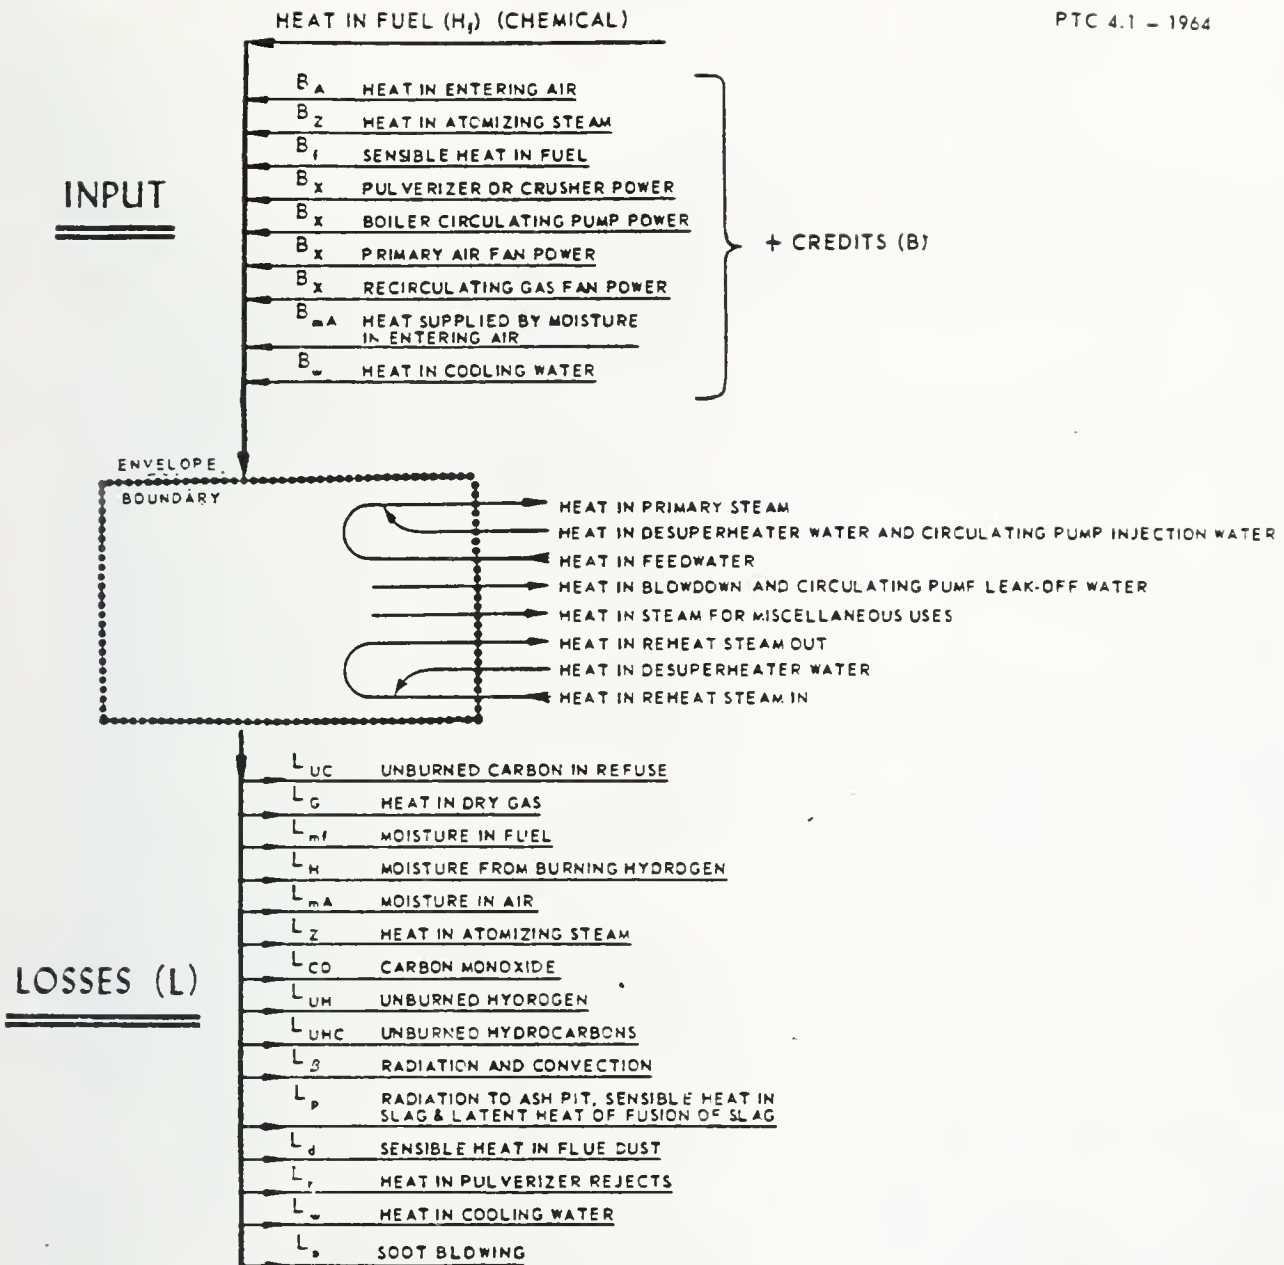 HEAT IN FUEL (Hf) (CHEMICAL)
PTC 4.1 – 1964
INPUT
BA HEAT IN ENTERING AIR
BZ HEAT IN ATOMIZING STEAM
Bf SENSIBLE HEAT IN FUEL
BX PULVERIZER OR CRUSHER POWER
BX BOILER CIRCULATING PUMP POWER
BX PRIMARY AIR FAN POWER
BX RECIRCULATING GAS FAN POWER
BmA HEAT SUPPLIED BY MOISTURE
IN ENTERING AIR
Bw HEAT IN COOLING WATER
+ CREDITS (B)
ENVELOPE
BOUNDARY
HEAT IN PRIMARY STEAM
HEAT IN DESUPERHEATER WATER AND CIRCULATING PUMP INJECTION WATER
HEAT IN FEEDWATER
HEAT IN BLOWDOWN AND CIRCULATING PUMP LEAK-OFF WATER
HEAT IN STEAM FOR MISCELLANEOUS USES
HEAT IN REHEAT STEAM OUT
HEAT IN DESUPERHEATER WATER
HEAT IN REHEAT STEAM IN
LOSSES (L)
LUC UNBURNED CARBON IN REFUSE
LG HEAT IN DRY GAS
Lmf MOISTURE IN FUEL
LH MOISTURE FROM BURNING HYDROGEN
LmA MOISTURE IN AIR
LZ HEAT IN ATOMIZING STEAM
LCO CARBON MONOXIDE
LUH UNBURNED HYDROGEN
LUHC UNBURNED HYDROCARBONS
Lβ RADIATION AND CONVECTION
Lp RADIATION TO ASH PIT, SENSIBLE HEAT IN
SLAG & LATENT HEAT OF FUSION OF SLAG
Ld SENSIBLE HEAT IN FLUE DUST
Lr HEAT IN PULVERIZER REJECTS
Lw HEAT IN COOLING WATER
Ls SOOT BLOWING